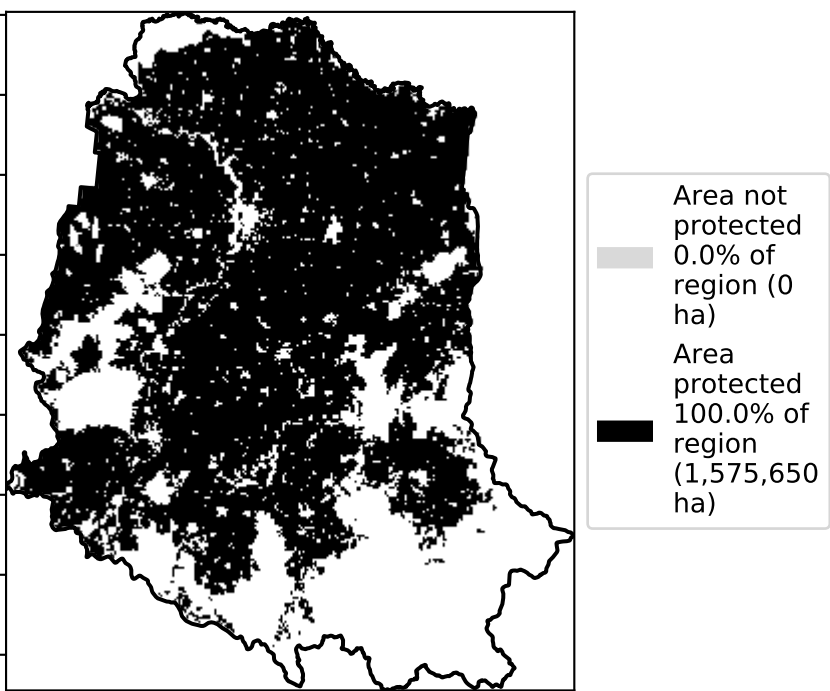 Area not
protected
0.0% of
region (0
ha)
Area
protected
100.0% of
region
(1,575,650
ha)